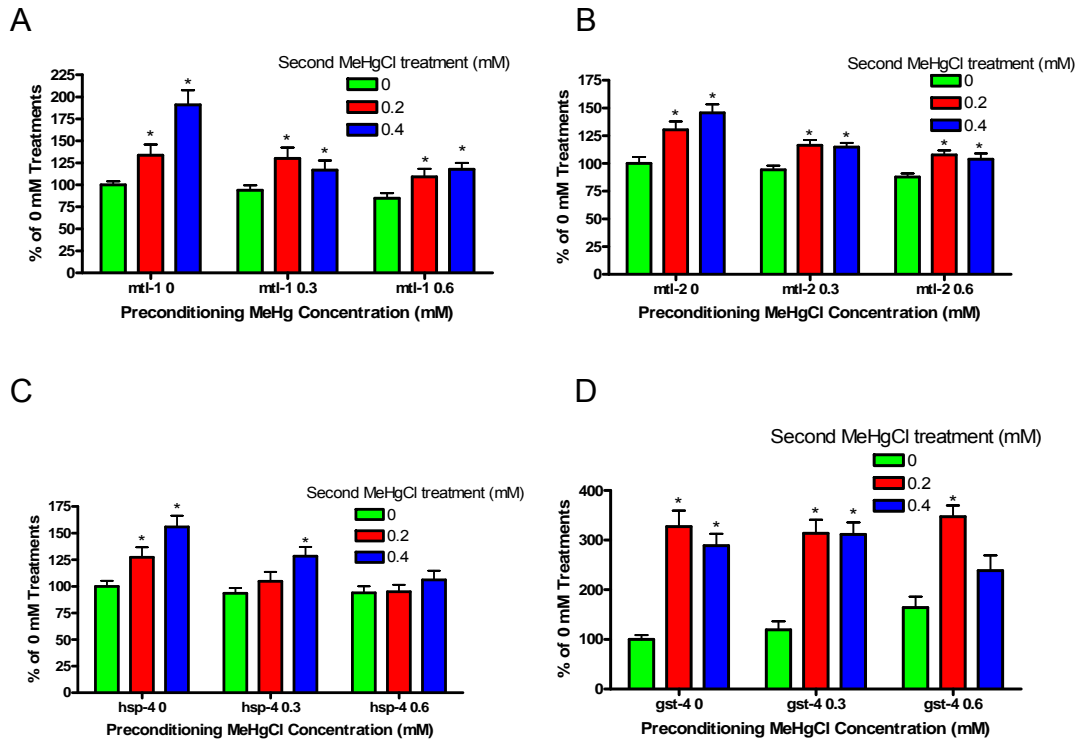 A
Second MeHgCl treatment (mM)
0
0.2
0.4
% of 0 mM Treatments
225
200
175
150
125
100
75
50
25
0
* * * * * *
mtl-1 0 mtl-1 0.3 mtl-1 0.6
Preconditioning MeHg Concentration (mM)
B
Second MeHgCl treatment (mM)
0
0.2
0.4
% of 0 mM Treatments
175
150
125
100
75
50
25
0
* * * * * *
mtl-2 0 mtl-2 0.3 mtl-2 0.6
Preconditioning MeHgCl Concentration (mM)
C
Second MeHgCl treatment (mM)
0
0.2
0.4
% of 0 mM Treatments
175
150
125
100
75
50
25
0
* * *
hsp-4 0 hsp-4 0.3 hsp-4 0.6
Preconditioning MeHgCl Concentration (mM)
D
Second MeHgCl treatment (mM)
0
0.2
0.4
% of 0 mM Treatments
400
300
200
100
0
* * * * *
gst-4 0 gst-4 0.3 gst-4 0.6
Preconditioning MeHgCl Concentration (mM)